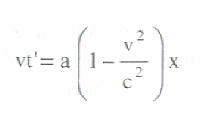 vt' = a ( 1 − v² / c² ) x